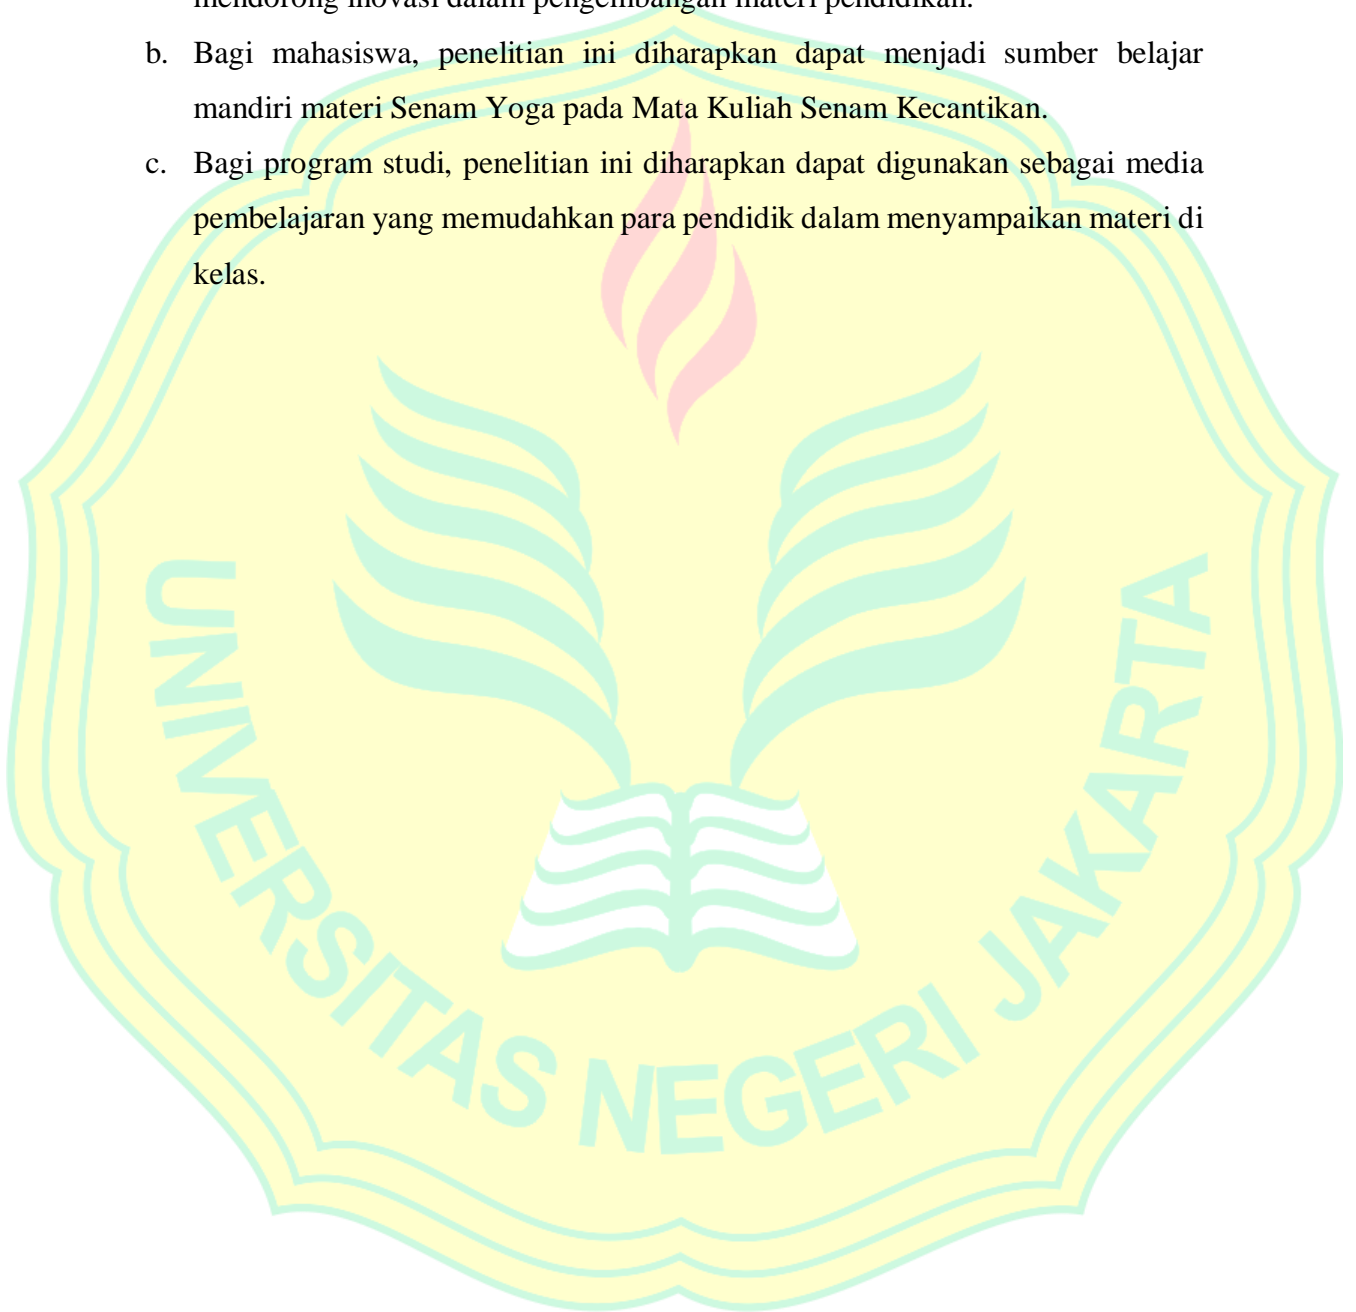 mendorong inovasi dalam pengembangan materi pendidikan.
b. Bagi mahasiswa, penelitian ini diharapkan dapat menjadi sumber belajar
mandiri materi Senam Yoga pada Mata Kuliah Senam Kecantikan.
c. Bagi program studi, penelitian ini diharapkan dapat digunakan sebagai media
pembelajaran yang memudahkan para pendidik dalam menyampaikan materi di
kelas.
UNIVERSITAS NEGERI JAKARTA